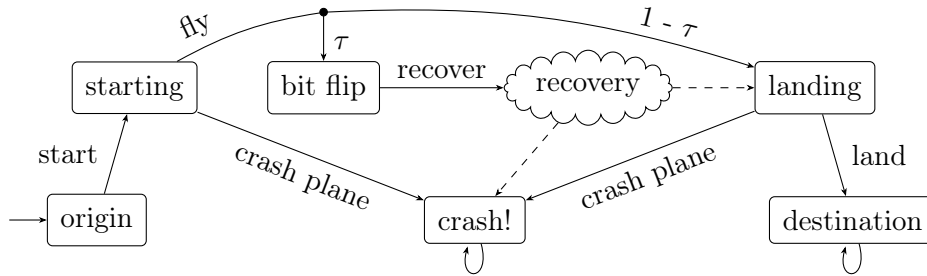 fly
1 - τ
τ
starting
bit flip
recover
recovery
landing
start
crash plane
crash plane
land
origin
crash!
destination